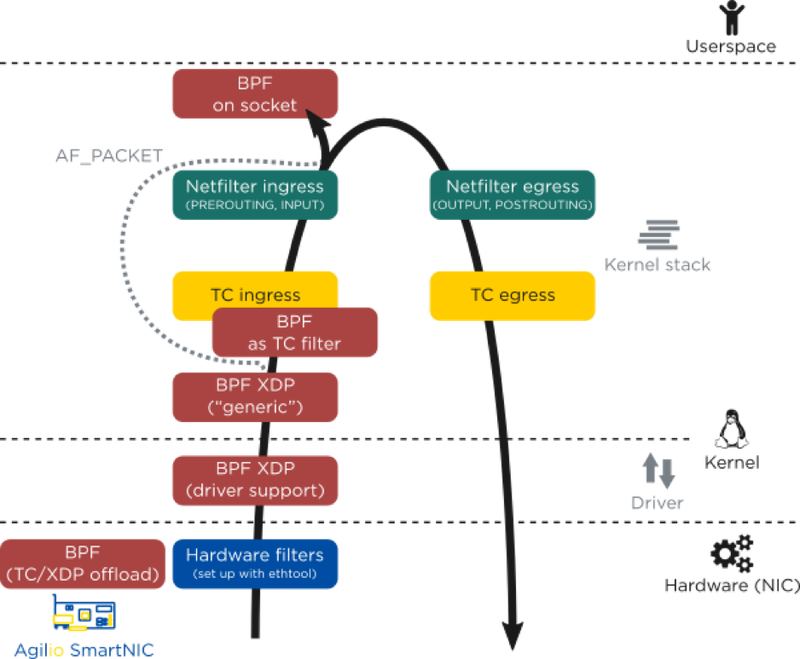 Userspace
BPF
on socket
AF_PACKET
Netfilter ingress
(PREROUTING, INPUT)
Netfilter egress
(OUTPUT, POSTROUTING)
Kernel stack
TC ingress
TC egress
BPF
as TC filter
BPF XDP
(“generic”)
Kernel
BPF XDP
(driver support)
Driver
BPF
(TC/XDP offload)
Hardware filters
(set up with ethtool)
Hardware (NIC)
Agilio SmartNIC